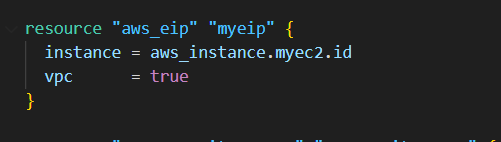 resource "aws_eip" "myeip" {
  instance = aws_instance.myec2.id
  vpc      = true
}